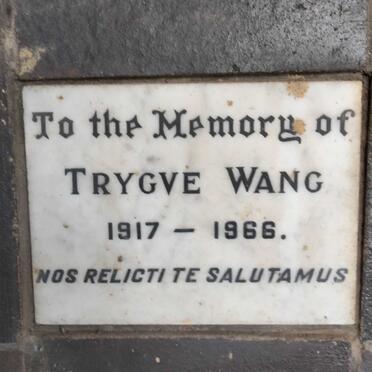 To the Memory of
TRYGVE WANG
1917 – 1966.
NOS RELICTI TE SALUTAMUS